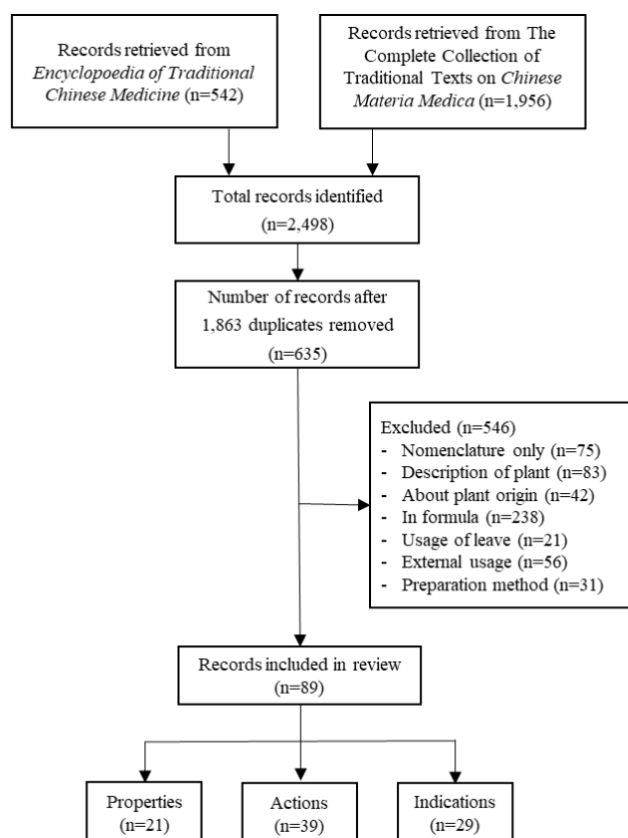 Records retrieved from
Encyclopoedia of Traditional
Chinese Medicine (n=542)
Records retrieved from The
Complete Collection of
Traditional Texts on Chinese
Materia Medica (n=1,956)
Total records identified
(n=2,498)
Number of records after
1,863 duplicates removed
(n=635)
Excluded (n=546)
- Nomenclature only (n=75)
- Description of plant (n=83)
- About plant origin (n=42)
- In formula (n=238)
- Usage of leave (n=21)
- External usage (n=56)
- Preparation method (n=31)
Records included in review
(n=89)
Properties
(n=21)
Actions
(n=39)
Indications
(n=29)